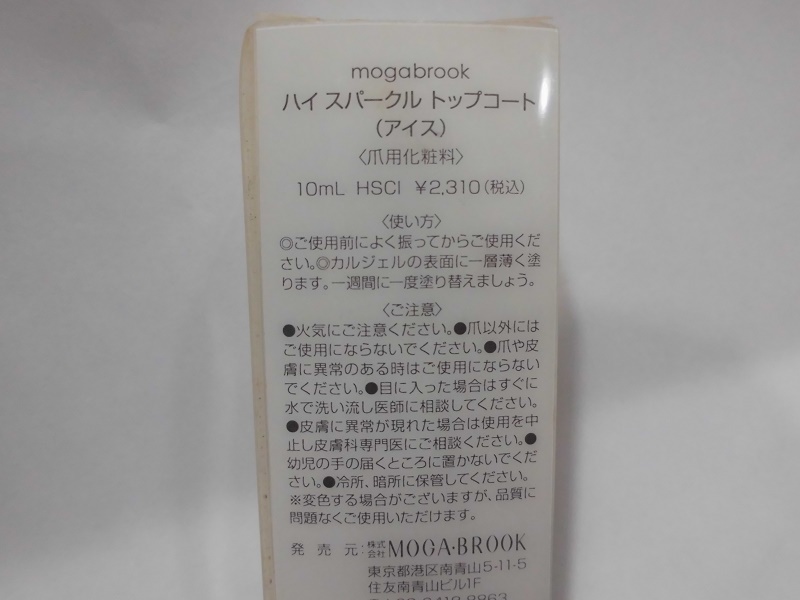 mogabrook
ハイ スパークル トップコート
(アイス)
〈爪用化粧料〉
10mL HSCI ¥2,310(税込)
〈使い方〉
◎ご使用前によく振ってからご使用くだ
さい。◎カルジェルの表面に一層薄く塗
ります。一週間に一度塗り替えましょう。
〈ご注意〉
●火気にご注意ください。●爪以外には
ご使用にならないでください。●爪や皮
膚に異常のある時はご使用にならない
でください。●目に入った場合はすぐに
水で洗い流し医師に相談してください。
●皮膚に異常が現れた場合は使用を中
止し皮膚科専門医にご相談ください。●
幼児の手の届くところに置かないでくだ
さい。●冷所、暗所に保管してください。
※変色する場合がございますが、品質に
問題なくご使用いただけます。
発売元:株式会社MOGA·BROOK
東京都港区南青山5-11-5
住友南青山ビル1F